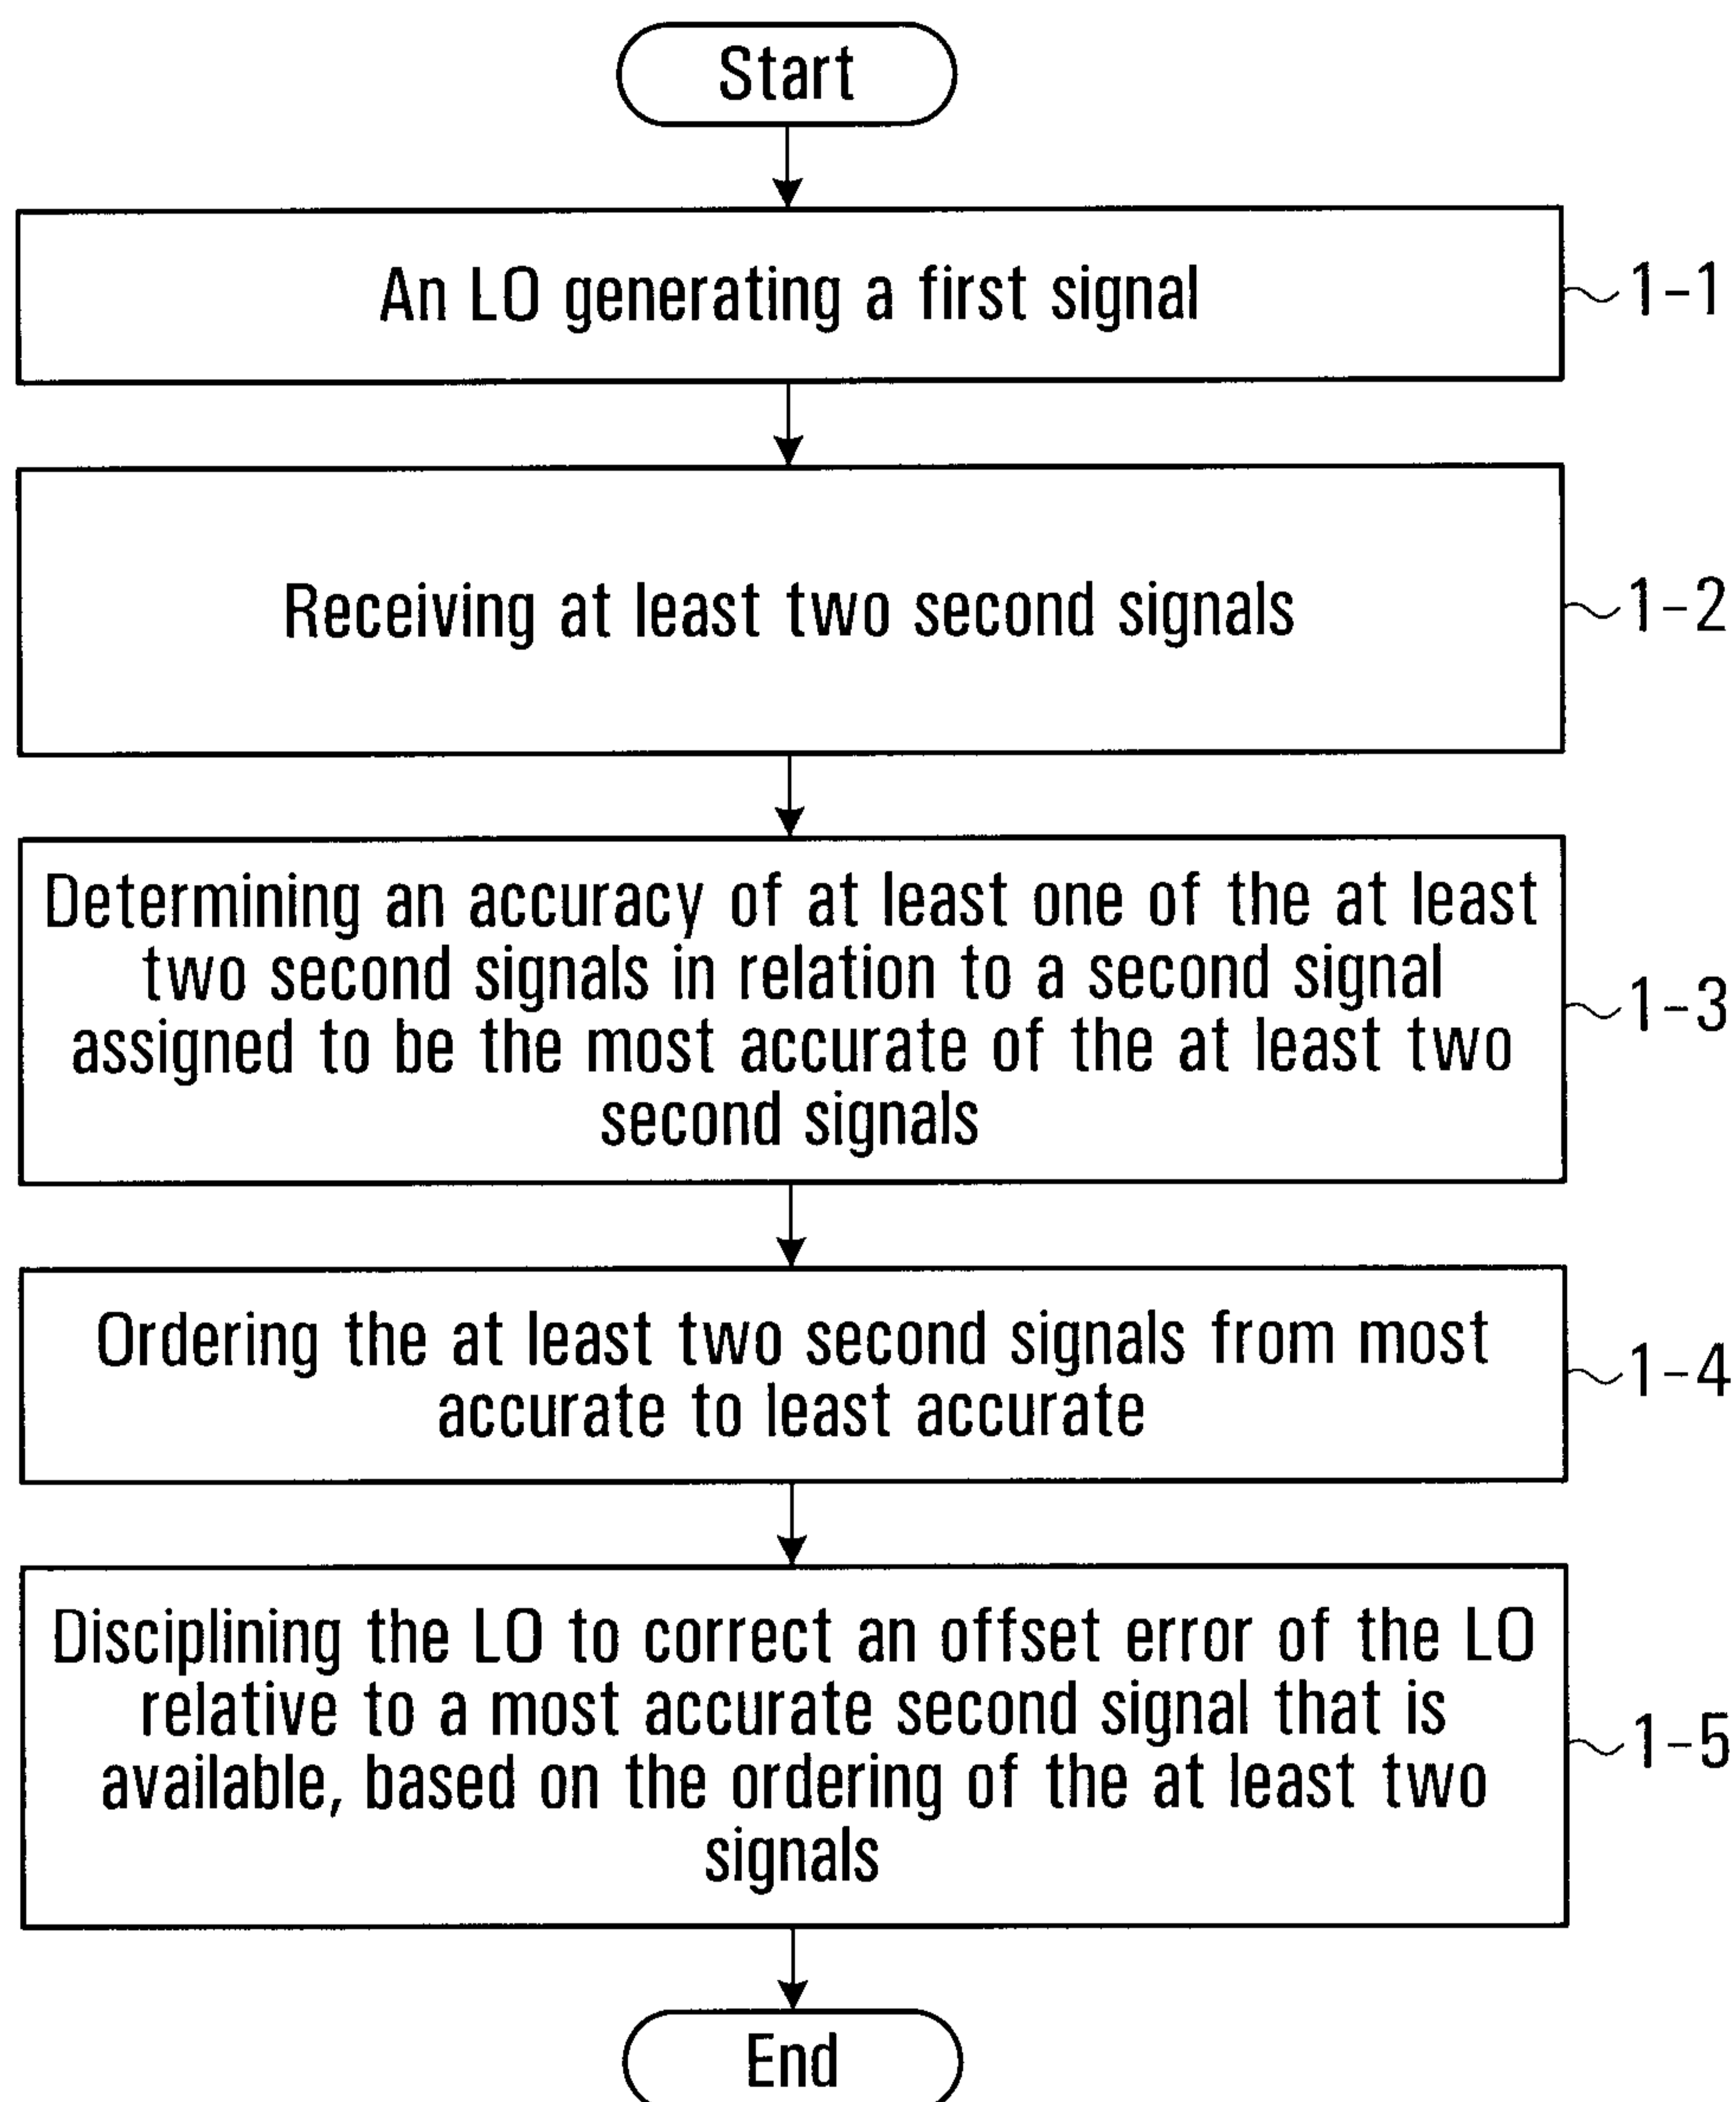 Start
An LO generating a first signal
1-1
Receiving at least two second signals
1-2
Determining an accuracy of at least one of the at least
two second signals in relation to a second signal
assigned to be the most accurate of the at least two
second signals
1-3
Ordering the at least two second signals from most
accurate to least accurate
1-4
Disciplining the LO to correct an offset error of the LO
relative to a most accurate second signal that is
available, based on the ordering of the at least two
signals
1-5
End